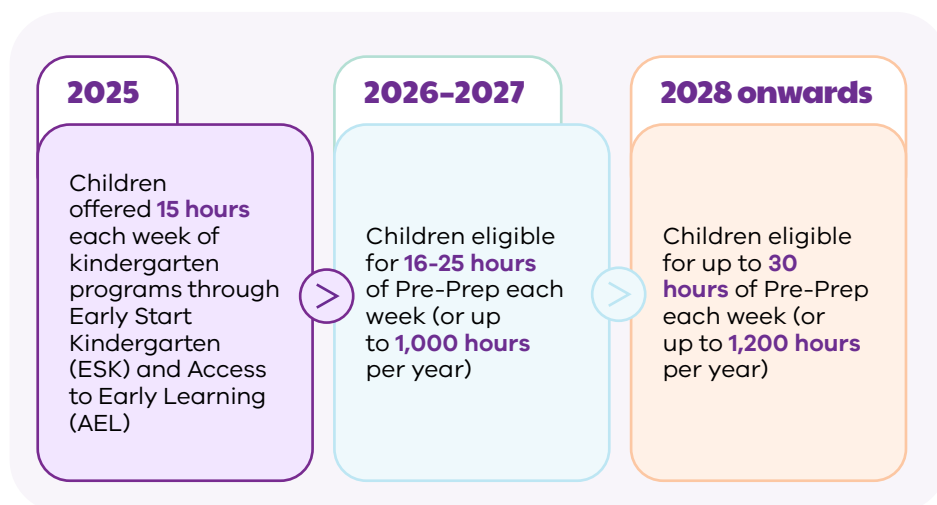 2025
Children
offered 15 hours
each week of
kindergarten
programs through
Early Start
Kindergarten
(ESK) and Access
to Early Learning
(AEL)
2026–2027
Children eligible
for 16-25 hours
of Pre-Prep each
week (or up
to 1,000 hours
per year)
2028 onwards
Children eligible
for up to 30
hours of Pre-Prep
each week (or
up to 1,200 hours
per year)